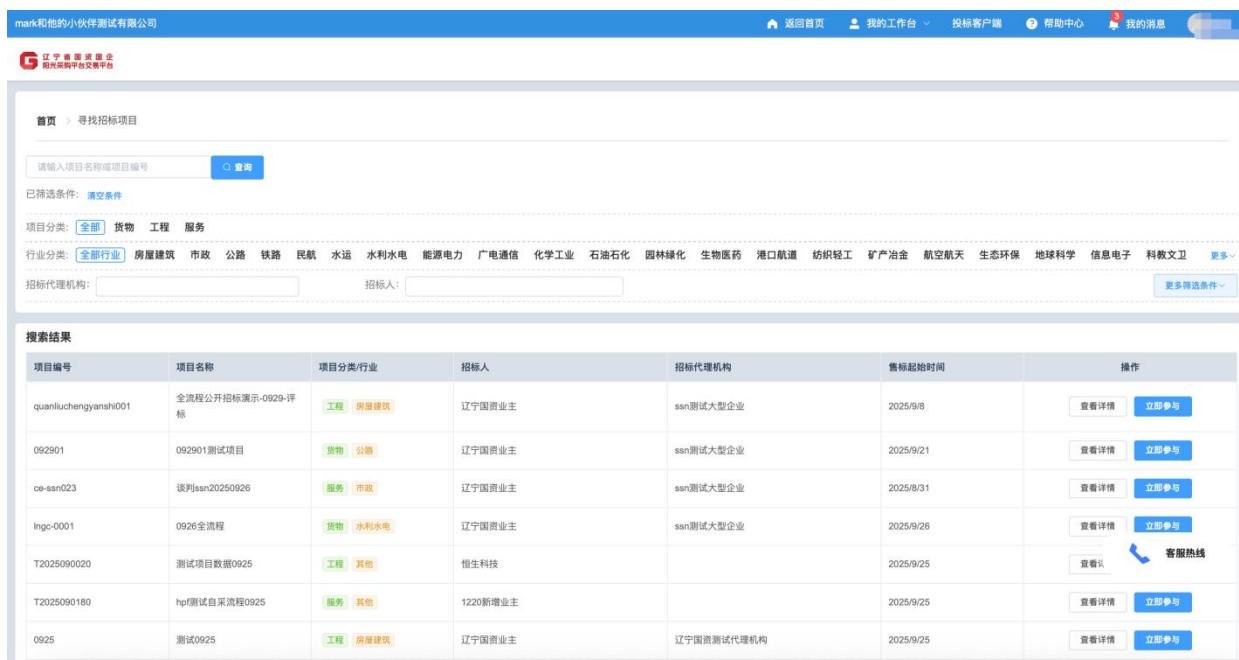 mark和他的小伙伴测试有限公司 返回首页 我的工作台 投标客户端 帮助中心 3 我的消息
辽宁省国资国企
阳光采购平台交易平台
首页 > 寻找招标项目
请输入项目名称或项目编号 查询
已筛选条件: 清空条件
项目分类: 全部 货物 工程 服务
行业分类: 全部行业 房屋建筑 市政 公路 铁路 民航 水运 水利水电 能源电力 广电通信 化学工业 石油石化 园林绿化 生物医药 港口航道 纺织轻工 矿产冶金 航空航天 生态环保 地球科学 信息电子 科教文卫 更多
招标代理机构: 招标人: 更多筛选条件
搜索结果
项目编号 项目名称 项目分类/行业 招标人 招标代理机构 售标起始时间 操作
quanliuchengyanshi001 全流程公开招标演示-0929-评标 工程 房屋建筑 辽宁国资业主 ssn测试大型企业 2025/9/8 查看详情 立即参与
092901 092901测试项目 货物 公路 辽宁国资业主 ssn测试大型企业 2025/9/21 查看详情 立即参与
ce-ssn023 谈判ssn20250926 服务 市政 辽宁国资业主 ssn测试大型企业 2025/8/31 查看详情 立即参与
lngc-0001 0926全流程 货物 水利水电 辽宁国资业主 ssn测试大型企业 2025/9/26 查看详情 立即参与
客服热线
T2025090020 测试项目数据0925 工程 其他 恒生科技 2025/9/25 查看
T2025090180 hpf测试自采流程0925 服务 其他 1220新增业主 2025/9/25 查看详情 立即参与
0925 测试0925 工程 房屋建筑 辽宁国资业主 辽宁国资测试代理机构 2025/9/25 查看详情 立即参与